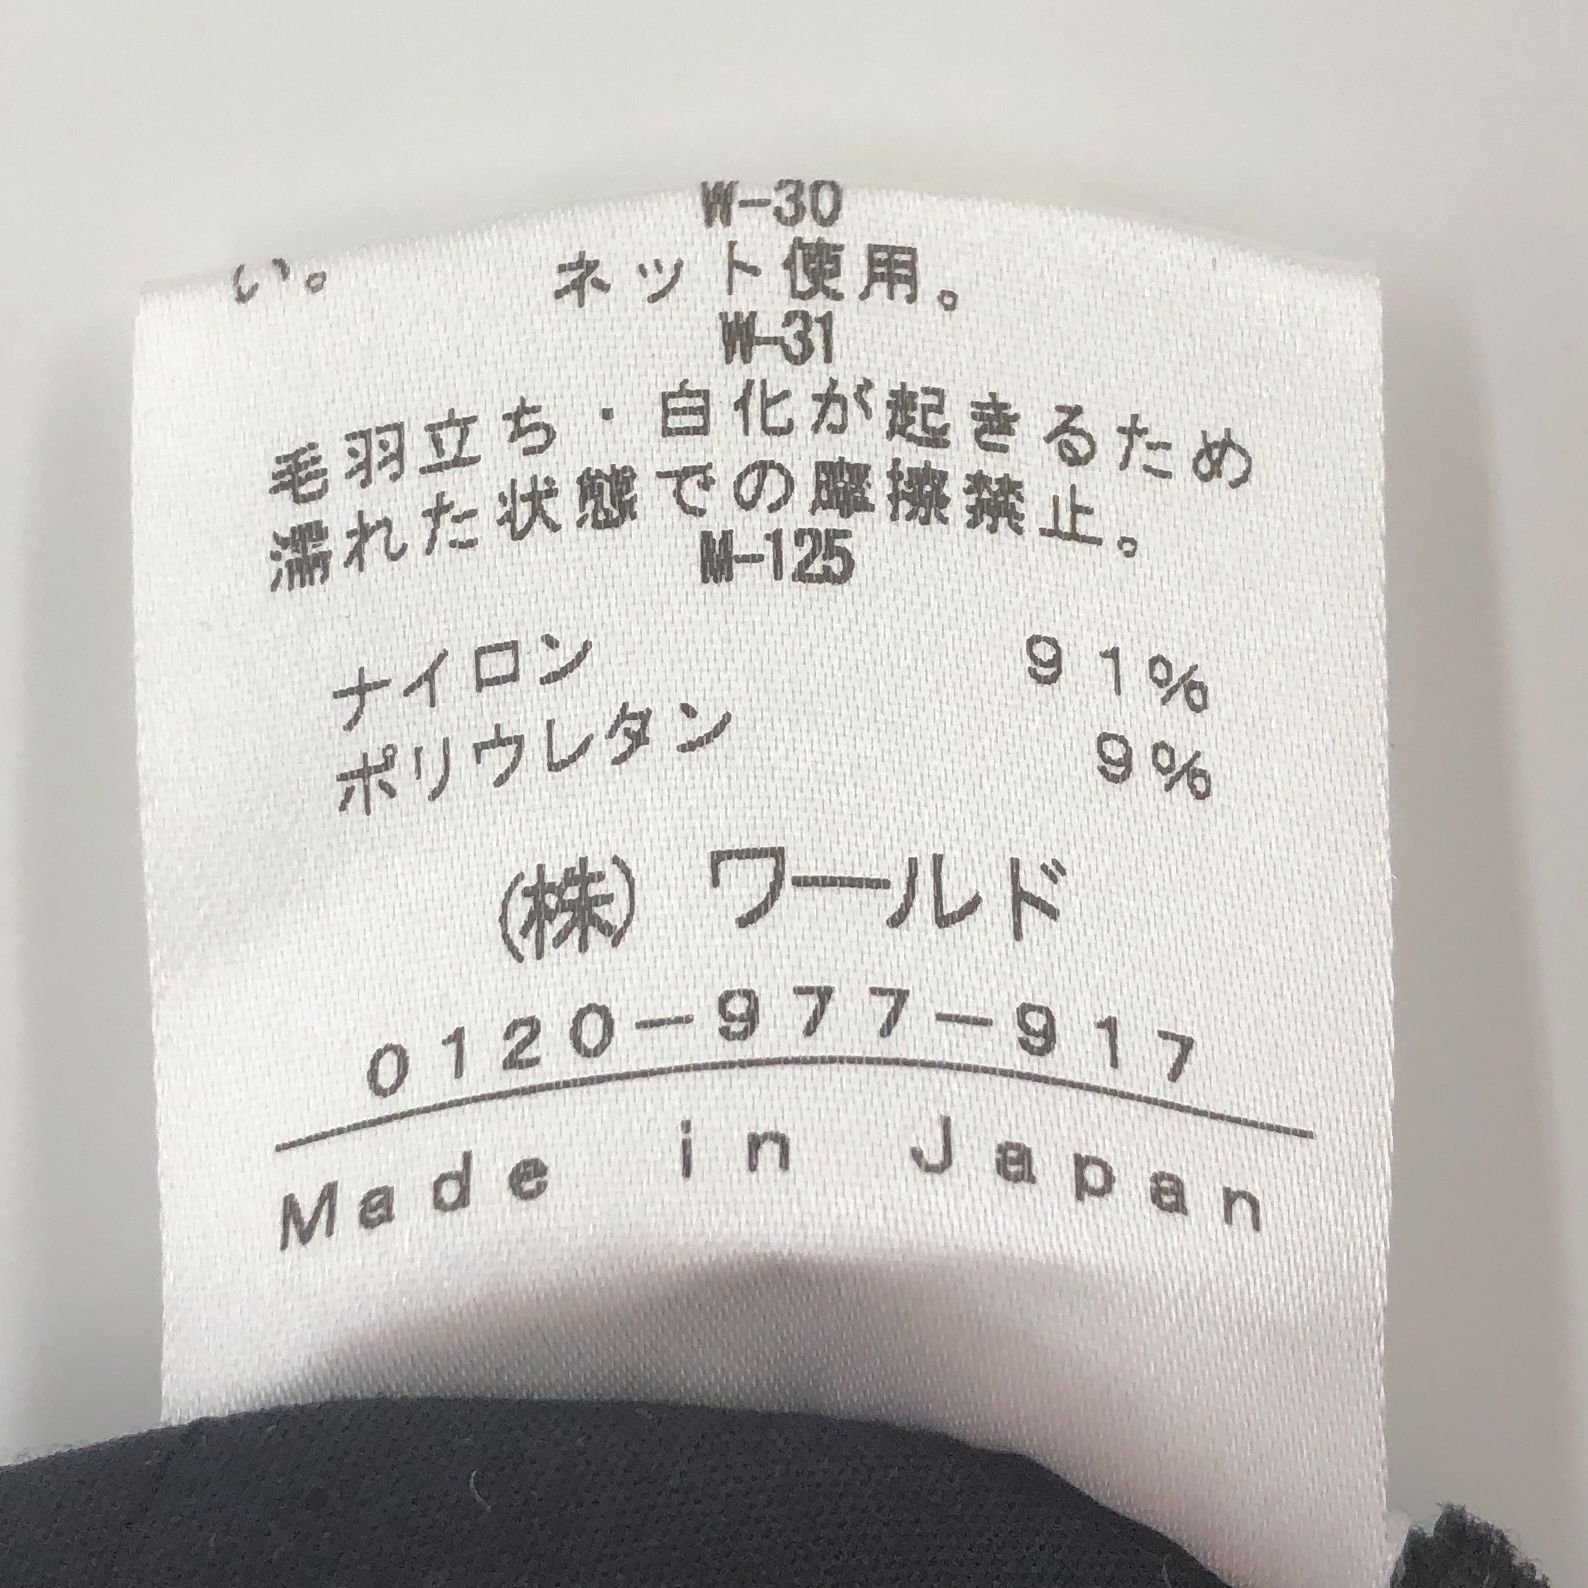 W-30
い。 ネット使用。
W-31
毛羽立ち・白化が起きるため
濡れた状態での摩擦禁止。
M-125
ナイロン 91%
ポリウレタン 9%
(株) ワールド
0120-977-917
Made in Japan